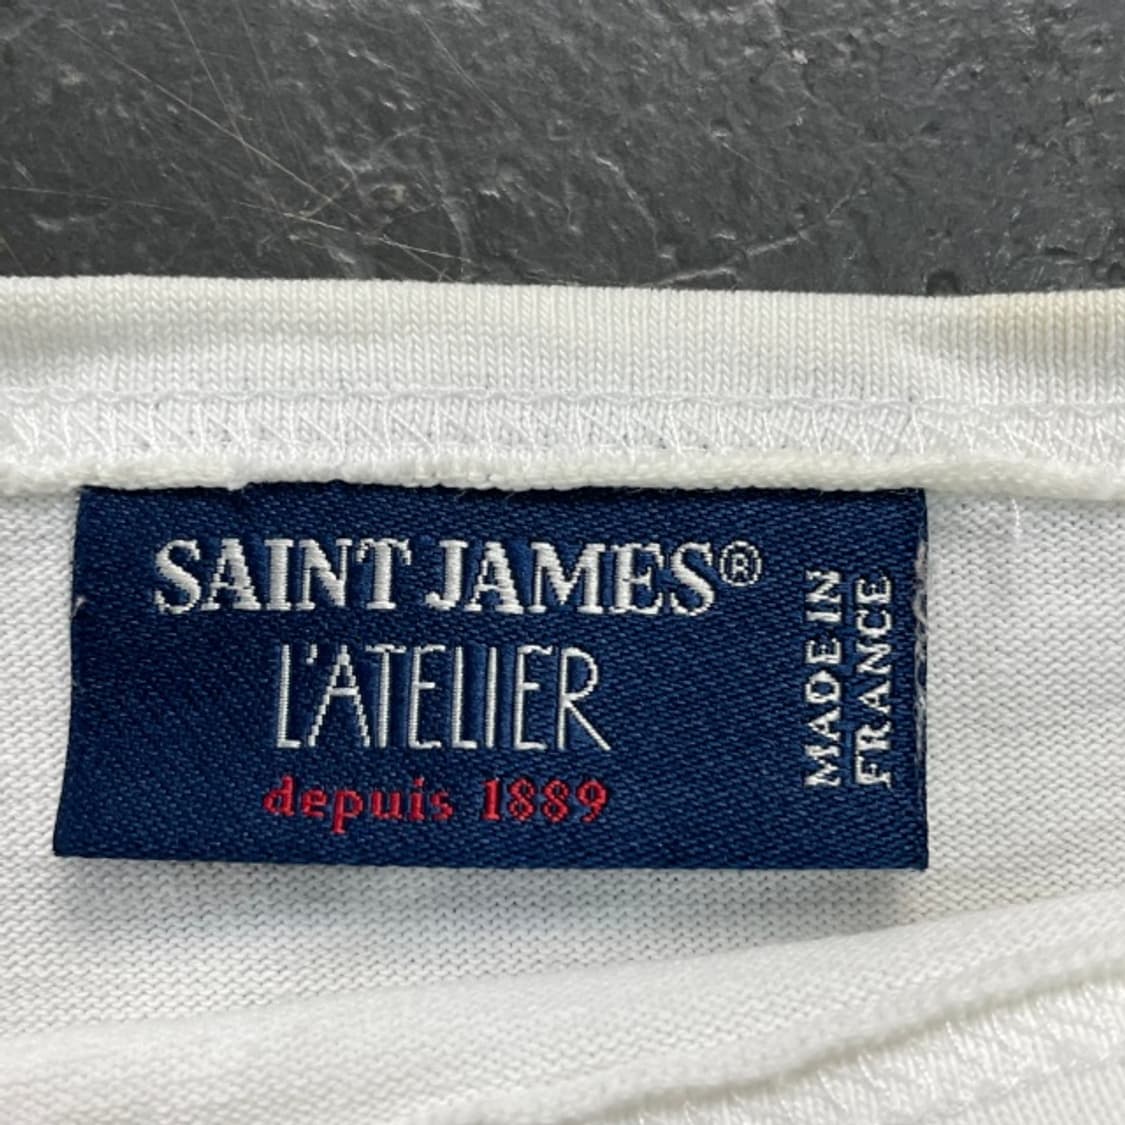 SAINT JAMES®
L'ATELIER
depuis 1889
MADE IN
FRANCE